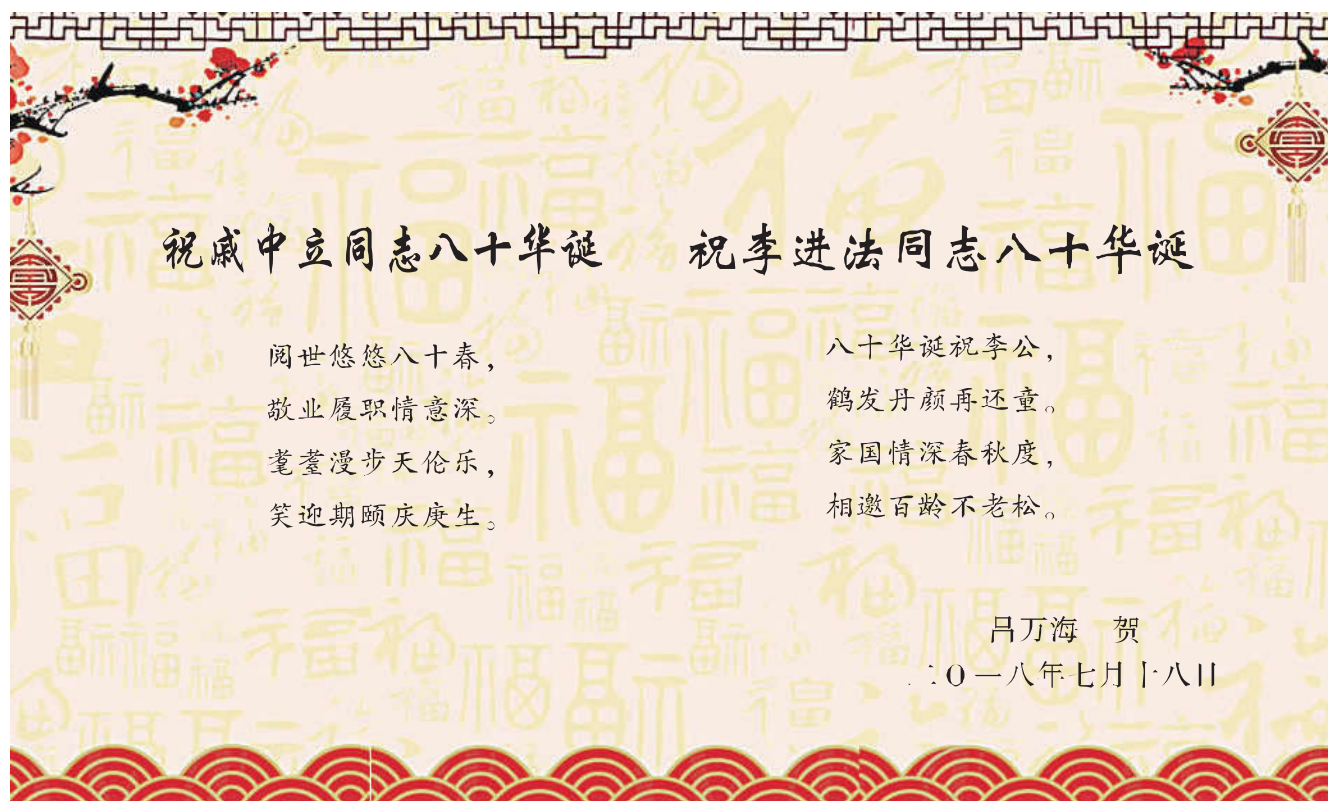 祝戚中立同志八十华诞
阅世悠悠八十春，
敬业履职情意深。
耄耋漫步天伦乐，
笑迎期颐庆庚生。
祝李进法同志八十华诞
八十华诞祝李公，
鹤发丹颜再还童。
家国情深春秋度，
相邀百龄不老松。
吕万海　贺
二〇一八年七月十八日